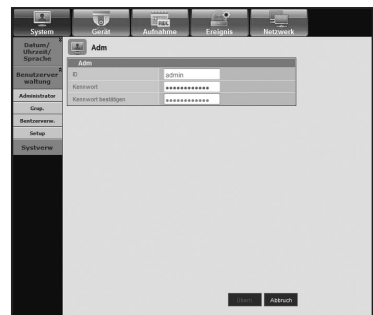 System Gerät Aufnahme Ereignis Netzwerk
Datum/
Uhrzeit/
Sprache
Benutzerver
waltung
Administrator
Grup.
Bentzerverw.
Setup
Systverw
Adm
Adm
ID admin
Kennwort ••••••••••••
Kennwort bestätigen ••••••••••••
Abbruch